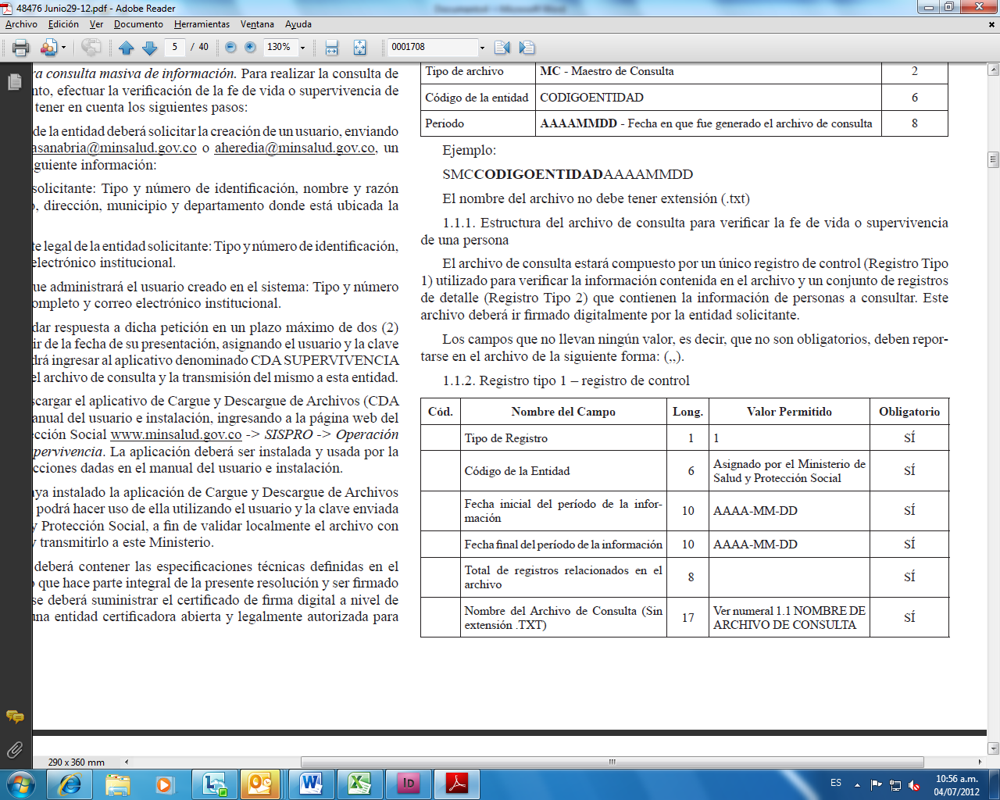 48476 Junio29-12.pdf - Adobe Reader
Archivo Edición Ver Documento Herramientas Ventana Ayuda
5 / 40 130% 0001708
ra consulta masiva de información. Para realizar la consulta de
nto, efectuar la verificación de la fe de vida o supervivencia de
tener en cuenta los siguientes pasos:
de la entidad deberá solicitar la creación de un usuario, enviando
asanabria@minsalud.gov.co o aheredia@minsalud.gov.co, un
iguiente información:
solicitante: Tipo y número de identificación, nombre y razón
o, dirección, municipio y departamento donde está ubicada la
te legal de la entidad solicitante: Tipo y número de identificación,
electrónico institucional.
ue administrará el usuario creado en el sistema: Tipo y número
ompleto y correo electrónico institucional.
dar respuesta a dicha petición en un plazo máximo de dos (2)
ir de la fecha de su presentación, asignando el usuario y la clave
drá ingresar al aplicativo denominado CDA SUPERVIVENCIA
el archivo de consulta y la transmisión del mismo a esta entidad.
scargar el aplicativo de Cargue y Descargue de Archivos (CDA
anual del usuario e instalación, ingresando a la página web del
ección Social www.minsalud.gov.co -> SISPRO -> Operación
pervivencia. La aplicación deberá ser instalada y usada por la
cciones dadas en el manual del usuario e instalación.
aya instalado la aplicación de Cargue y Descargue de Archivos
podrá hacer uso de ella utilizando el usuario y la clave enviada
y Protección Social, a fin de validar localmente el archivo con
y transmitirlo a este Ministerio.
deberá contener las especificaciones técnicas definidas en el
o que hace parte integral de la presente resolución y ser firmado
se deberá suministrar el certificado de firma digital a nivel de
una entidad certificadora abierta y legalmente autorizada para
Tipo de archivo MC - Maestro de Consulta 2
Código de la entidad CODIGOENTIDAD 6
Periodo AAAAMMDD - Fecha en que fue generado el archivo de consulta 8
Ejemplo:
SMCCODIGOENTIDADAAAAMMDD
El nombre del archivo no debe tener extensión (.txt)
1.1.1. Estructura del archivo de consulta para verificar la fe de vida o supervivencia
de una persona
El archivo de consulta estará compuesto por un único registro de control (Registro Tipo
1) utilizado para verificar la información contenida en el archivo y un conjunto de registros
de detalle (Registro Tipo 2) que contienen la información de personas a consultar. Este
archivo deberá ir firmado digitalmente por la entidad solicitante.
Los campos que no llevan ningún valor, es decir, que no son obligatorios, deben repor-
tarse en el archivo de la siguiente forma: (,,).
1.1.2. Registro tipo 1 – registro de control
Cód. Nombre del Campo Long. Valor Permitido Obligatorio
Tipo de Registro 1 1 SÍ
Código de la Entidad 6 Asignado por el Ministerio de
Salud y Protección Social SÍ
Fecha inicial del período de la infor-
mación 10 AAAA-MM-DD SÍ
Fecha final del período de la información 10 AAAA-MM-DD SÍ
Total de registros relacionados en el
archivo 8 SÍ
Nombre del Archivo de Consulta (Sin
extensión .TXT) 17 Ver numeral 1.1 NOMBRE DE
ARCHIVO DE CONSULTA SÍ
290 x 360 mm
ES 10:56 a.m.
04/07/2012